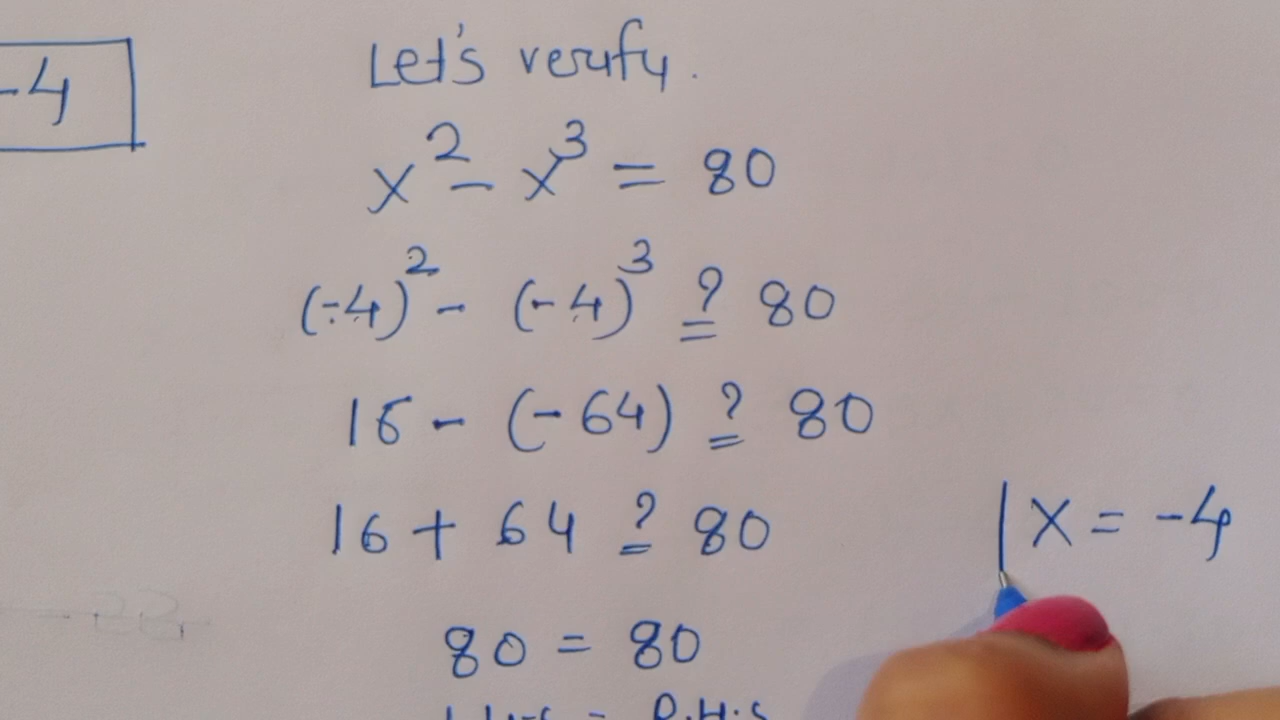 -4
Let's verify.
x² - x³ = 80
(-4)² - (-4)³ ≟ 80
16 - (-64) ≟ 80
16 + 64 ≟ 80
x = -4
80 = 80
L.H.S = R.H.S